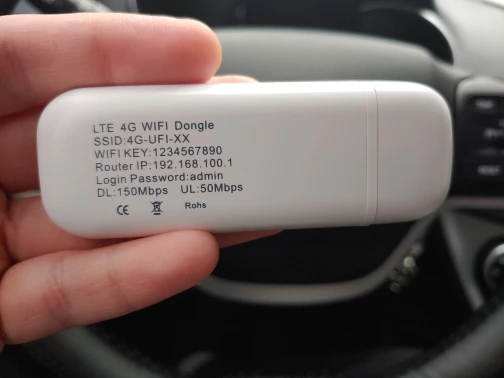 LTE 4G WIFI Dongle
SSID:4G-UFI-XX
WIFI KEY:1234567890
Router IP:192.168.100.1
Login Password:admin
DL:150Mbps UL:50Mbps
CE Rohs